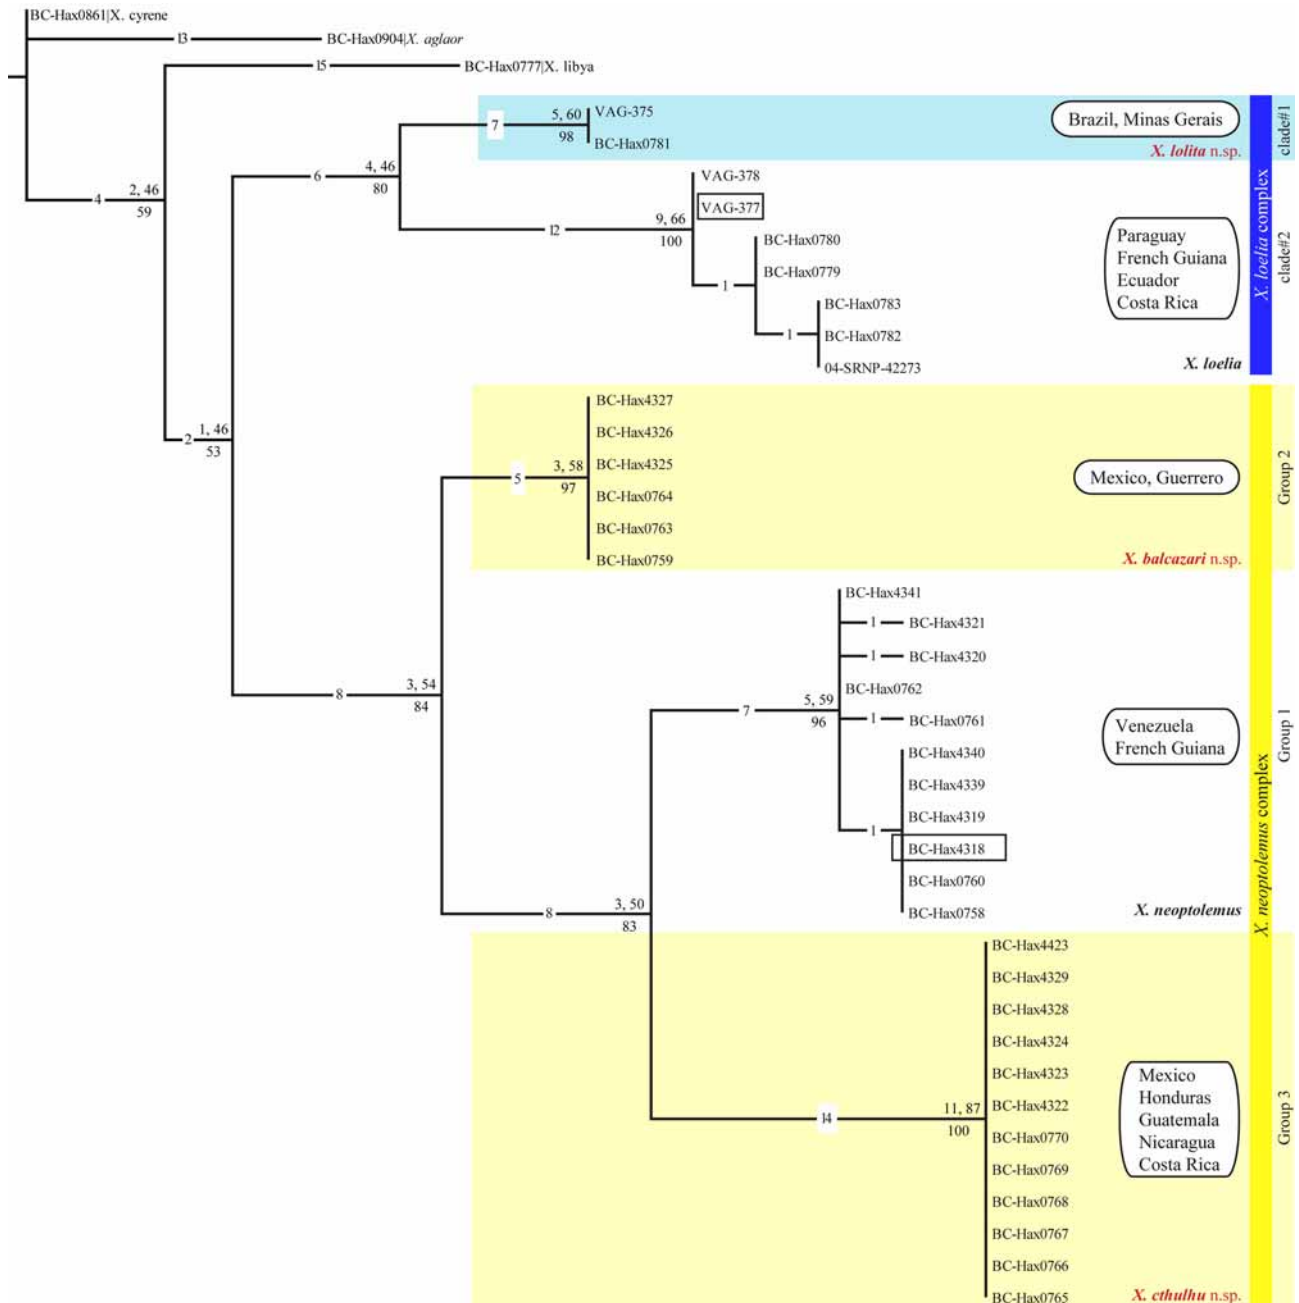 BC-Hax0861|X. cyrene
13
BC-Hax0904|X. aglaor
15
BC-Hax0777|X. libya
4
2, 46
59
6
4, 46
80
7
5, 60
98
VAG-375
BC-Hax0781
Brazil, Minas Gerais
X. lolita n.sp.
clade#1
12
9, 66
100
VAG-378
VAG-377
1
BC-Hax0780
BC-Hax0779
1
BC-Hax0783
BC-Hax0782
04-SRNP-42273
Paraguay
French Guiana
Ecuador
Costa Rica
X. loelia
clade#2
X. loelia complex
2
1, 46
53
8
3, 54
84
5
3, 58
97
BC-Hax4327
BC-Hax4326
BC-Hax4325
BC-Hax0764
BC-Hax0763
BC-Hax0759
Mexico, Guerrero
X. balcazari n.sp.
Group 2
8
3, 50
83
7
5, 59
96
BC-Hax4341
1
BC-Hax4321
1
BC-Hax4320
BC-Hax0762
1
BC-Hax0761
1
BC-Hax4340
BC-Hax4339
BC-Hax4319
BC-Hax4318
BC-Hax0760
BC-Hax0758
Venezuela
French Guiana
X. neoptolemus
Group 1
X. neoptolemus complex
14
11, 87
100
BC-Hax4423
BC-Hax4329
BC-Hax4328
BC-Hax4324
BC-Hax4323
BC-Hax4322
BC-Hax0770
BC-Hax0769
BC-Hax0768
BC-Hax0767
BC-Hax0766
BC-Hax0765
Mexico
Honduras
Guatemala
Nicaragua
Costa Rica
X. cthulhu n.sp.
Group 3